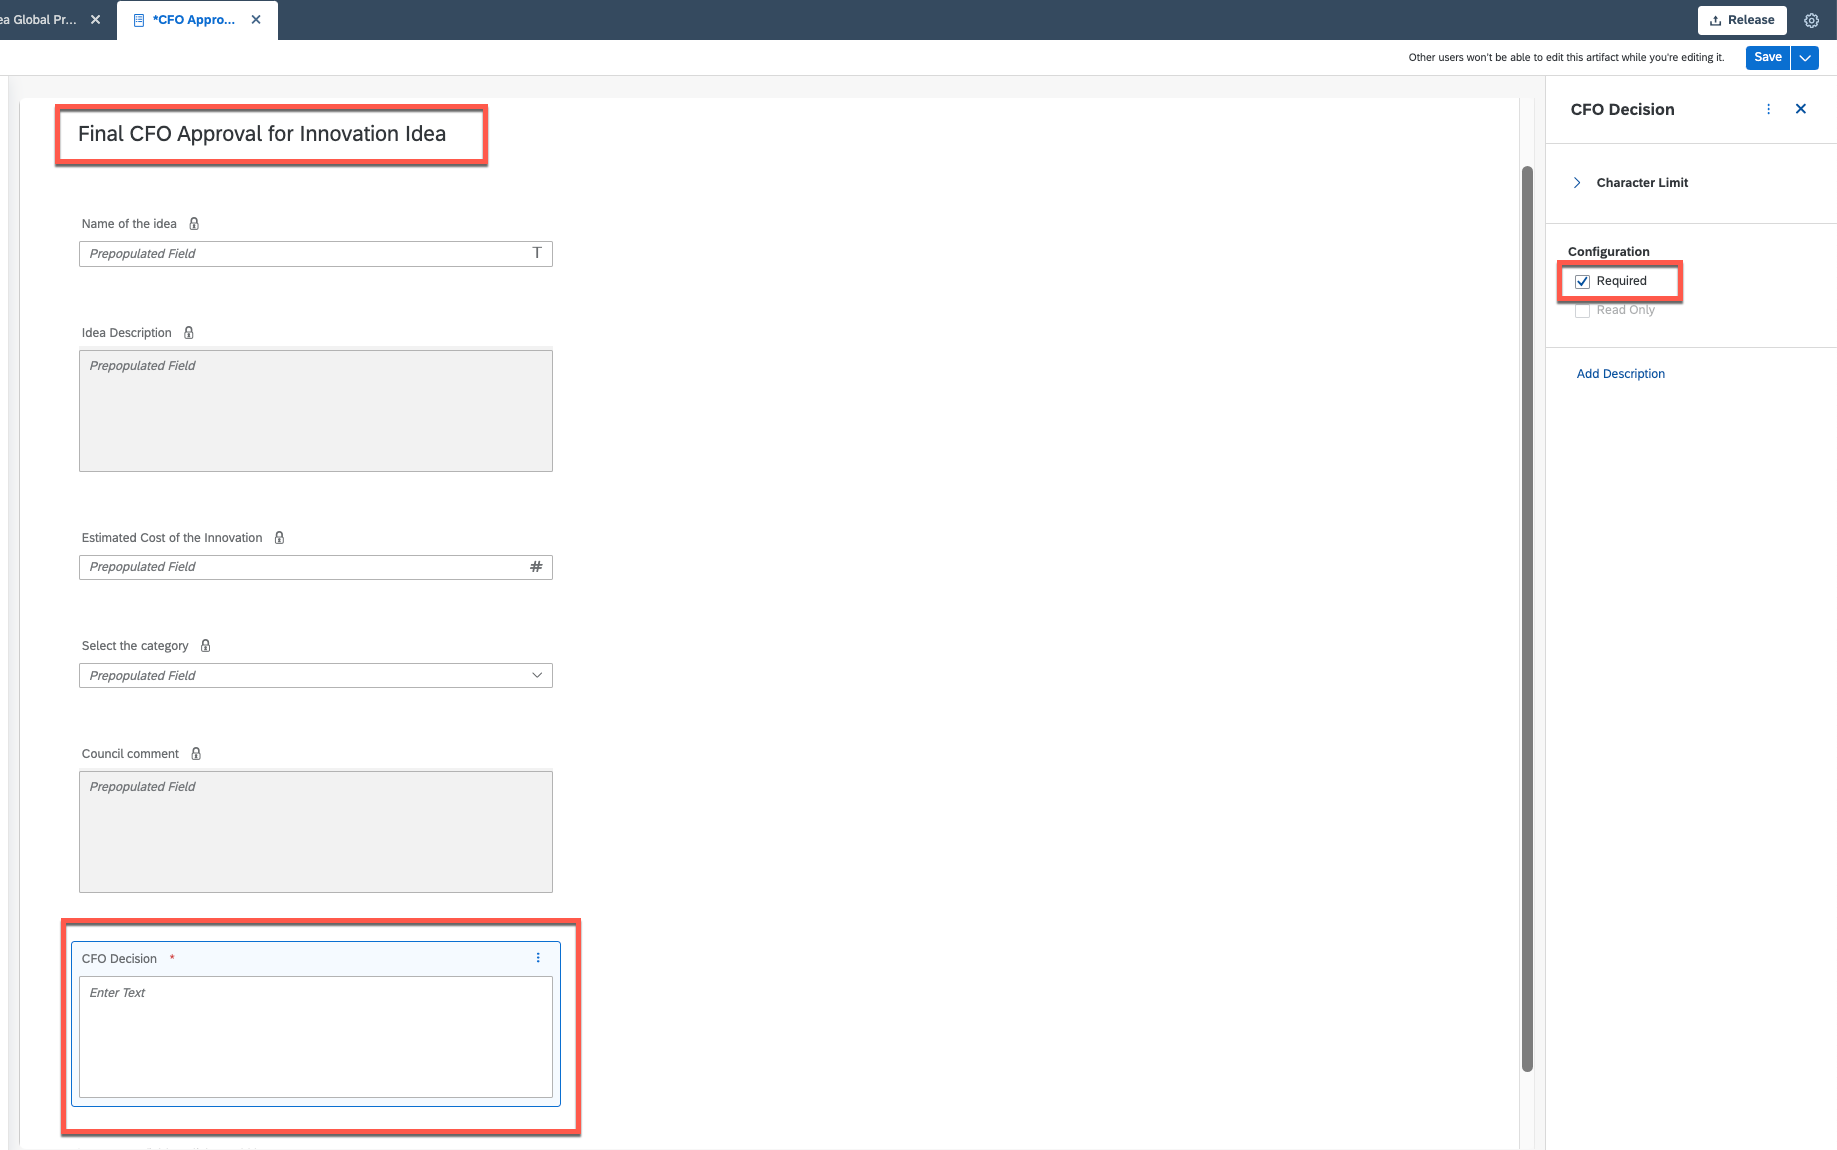 ea Global Pr...
*CFO Appro...
Release
Other users won't be able to edit this artifact while you're editing it.
Save
Final CFO Approval for Innovation Idea
Name of the idea
Prepopulated Field
T
Idea Description
Prepopulated Field
Estimated Cost of the Innovation
Prepopulated Field
#
Select the category
Prepopulated Field
Council comment
Prepopulated Field
CFO Decision *
Enter Text
CFO Decision
Character Limit
Configuration
Required
Read Only
Add Description